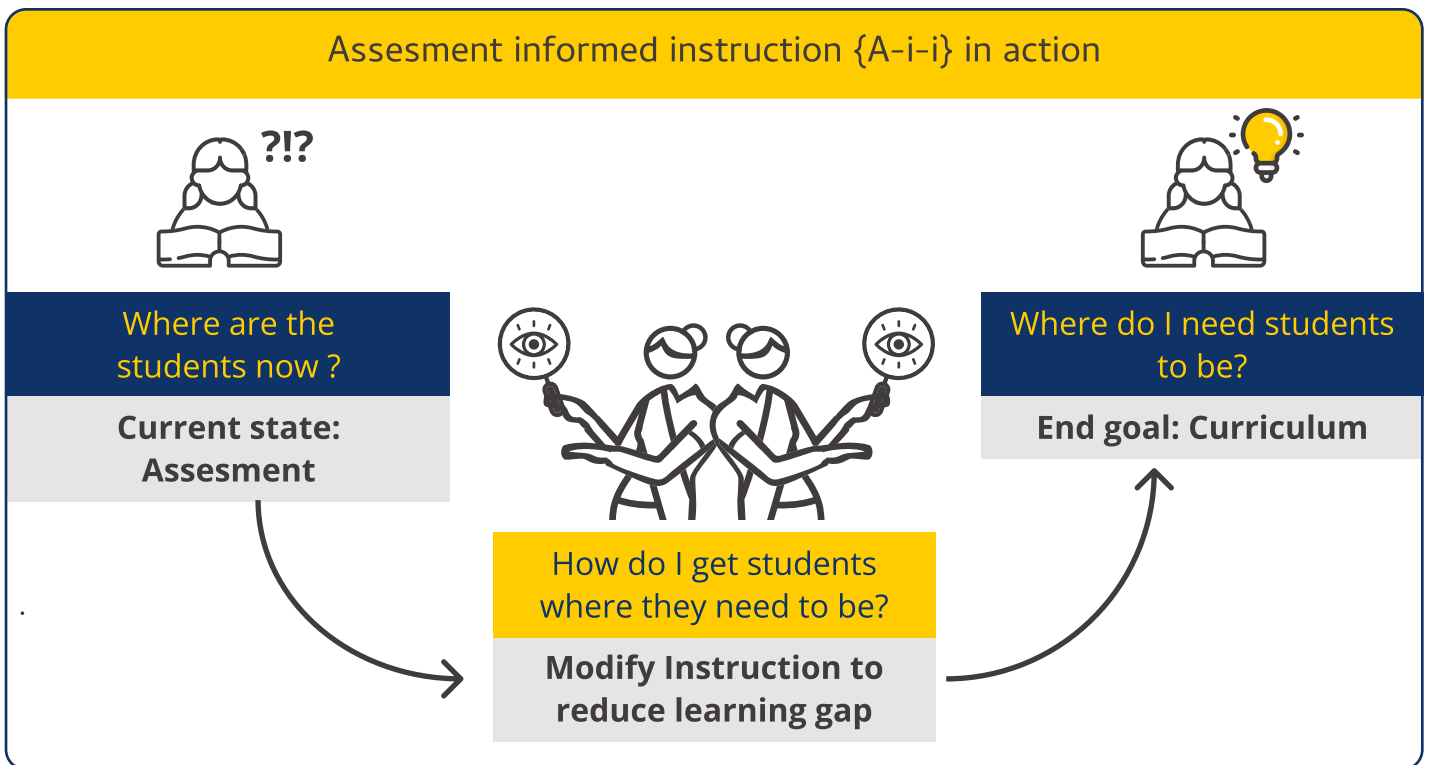 Assesment informed instruction {A-i-i} in action
?!?
Where are the
students now ?
Current state:
Assesment
How do I get students
where they need to be?
Modify Instruction to
reduce learning gap
Where do I need students
to be?
End goal: Curriculum
.